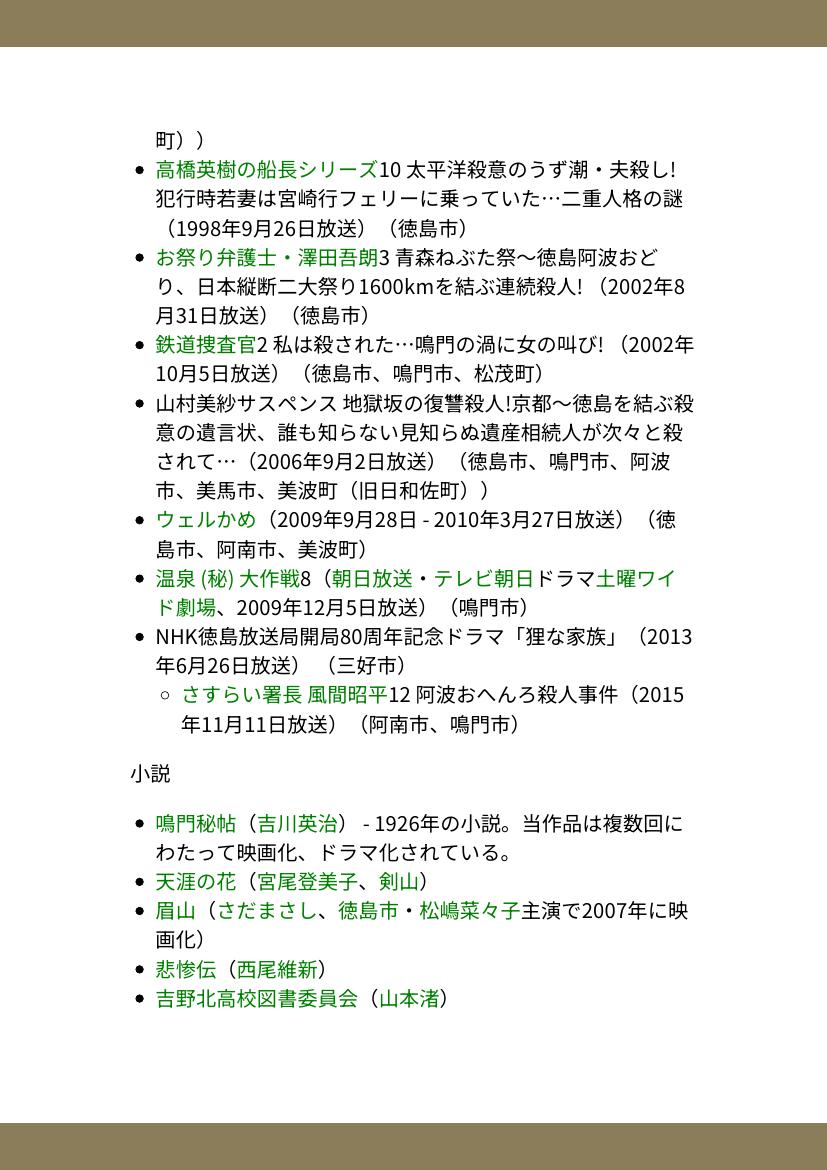 町））
高橋英樹の船長シリーズ10 太平洋殺意のうず潮・夫殺し!
犯行時若妻は宮崎行フェリーに乗っていた…二重人格の謎
（1998年9月26日放送）（徳島市）
お祭り弁護士・澤田吾朗3 青森ねぶた祭～徳島阿波おど
り、日本縦断二大祭り1600kmを結ぶ連続殺人! （2002年8
月31日放送）（徳島市）
鉄道捜査官2 私は殺された…鳴門の渦に女の叫び! （2002年
10月5日放送）（徳島市、鳴門市、松茂町）
山村美紗サスペンス 地獄坂の復讐殺人!京都～徳島を結ぶ殺
意の遺言状、誰も知らない見知らぬ遺産相続人が次々と殺
されて…（2006年9月2日放送）（徳島市、鳴門市、阿波
市、美馬市、美波町（旧日和佐町））
ウェルかめ（2009年9月28日 - 2010年3月27日放送）（徳
島市、阿南市、美波町）
温泉 (秘) 大作戦8（朝日放送・テレビ朝日ドラマ土曜ワイ
ド劇場、2009年12月5日放送）（鳴門市）
NHK徳島放送局開局80周年記念ドラマ「狸な家族」（2013
年6月26日放送） （三好市）
さすらい署長 風間昭平12 阿波おへんろ殺人事件（2015
年11月11日放送）（阿南市、鳴門市）
小説
鳴門秘帖（吉川英治） - 1926年の小説。当作品は複数回に
わたって映画化、ドラマ化されている。
天涯の花（宮尾登美子、剣山）
眉山（さだまさし、徳島市・松嶋菜々子主演で2007年に映
画化）
悲惨伝（西尾維新）
吉野北高校図書委員会（山本渚）